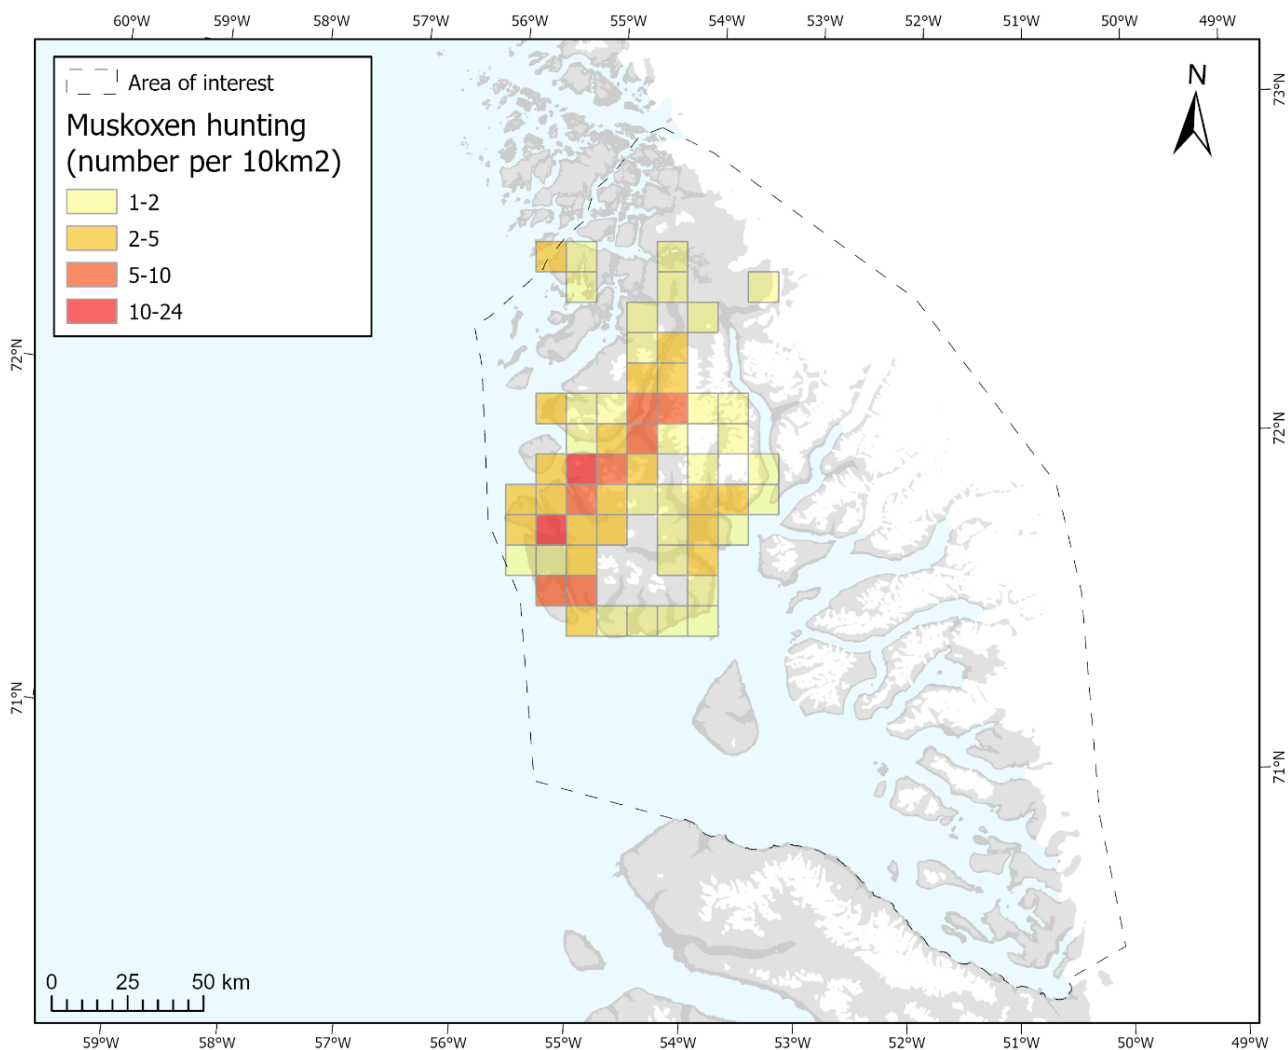 60°W 59°W 58°W 57°W 56°W 55°W 54°W 53°W 52°W 51°W 50°W 49°W
Area of interest
Muskoxen hunting
(number per 10km2)
1-2
2-5
5-10
10-24
N
73°N
72°N
72°N
71°N
71°N
0 25 50 km
59°W 58°W 57°W 56°W 55°W 54°W 53°W 52°W 51°W 50°W 49°W